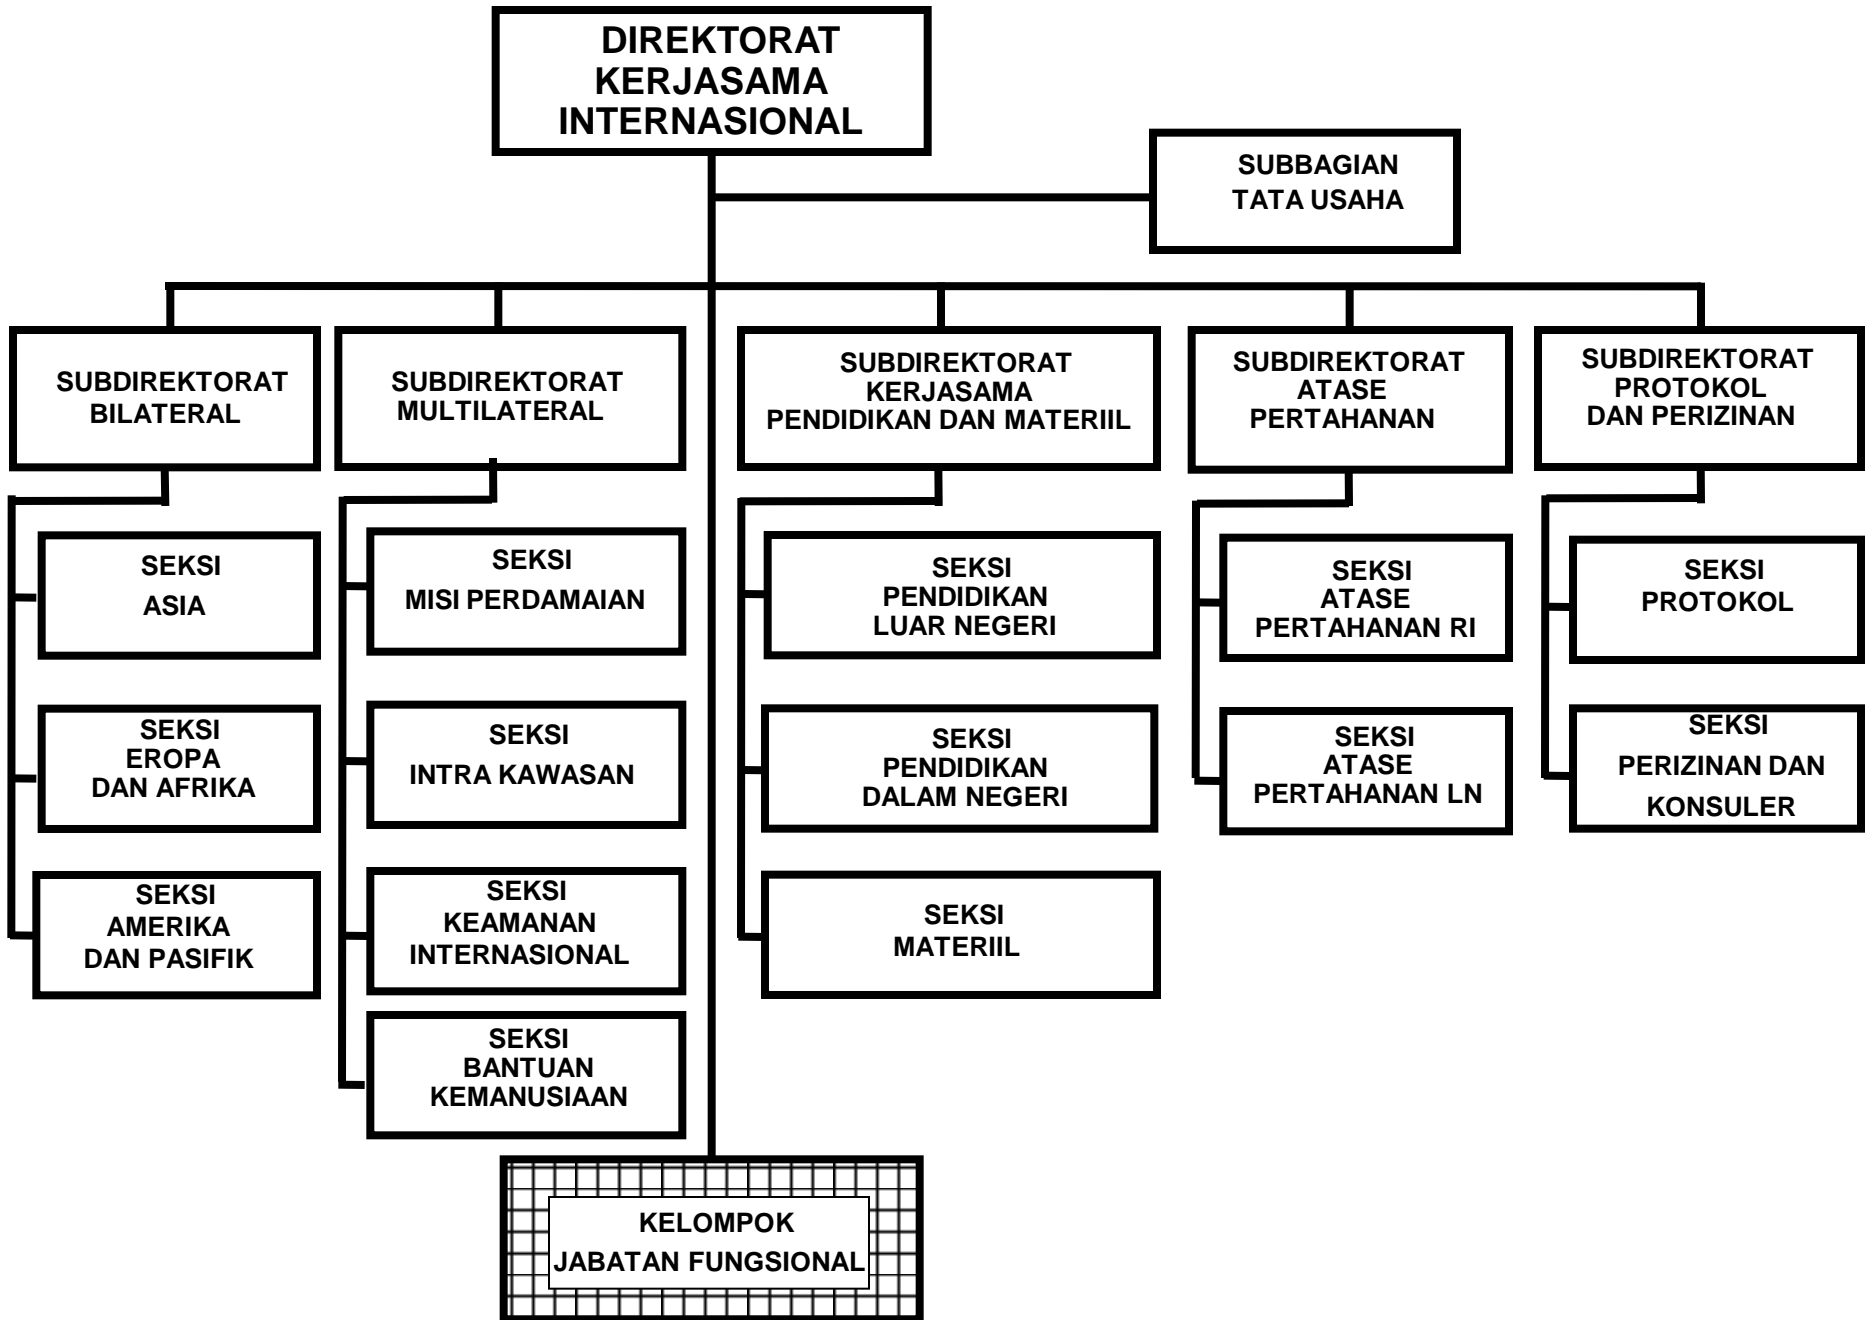 DIREKTORAT
KERJASAMA
INTERNASIONAL
SUBBAGIAN
TATA USAHA
SUBDIREKTORAT
BILATERAL
SUBDIREKTORAT
MULTILATERAL
SUBDIREKTORAT
KERJASAMA
PENDIDIKAN DAN MATERIIL
SUBDIREKTORAT
ATASE
PERTAHANAN
SUBDIREKTORAT
PROTOKOL
DAN PERIZINAN
SEKSI
ASIA
SEKSI
MISI PERDAMAIAN
SEKSI
PENDIDIKAN
LUAR NEGERI
SEKSI
ATASE
PERTAHANAN RI
SEKSI
PROTOKOL
SEKSI
EROPA
DAN AFRIKA
SEKSI
INTRA KAWASAN
SEKSI
PENDIDIKAN
DALAM NEGERI
SEKSI
ATASE
PERTAHANAN LN
SEKSI
PERIZINAN DAN
KONSULER
SEKSI
AMERIKA
DAN PASIFIK
SEKSI
KEAMANAN
INTERNASIONAL
SEKSI
MATERIIL
SEKSI
BANTUAN
KEMANUSIAAN
KELOMPOK
JABATAN FUNGSIONAL